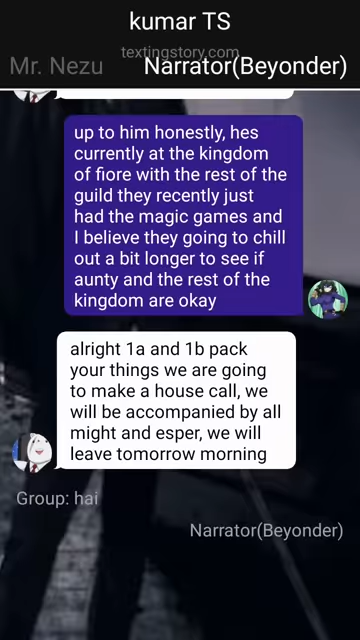 kumar TS
textingstory.com
Mr. Nezu
Narrator(Beyonder)
up to him honestly, hes
currently at the kingdom
of fiore with the rest of the
guild they recently just
had the magic games and
I believe they going to chill
out a bit longer to see if
aunty and the rest of the
kingdom are okay
alright 1a and 1b pack
your things we are going
to make a house call, we
will be accompanied by all
might and esper, we will
leave tomorrow morning
Group: hai
Narrator(Beyonder)